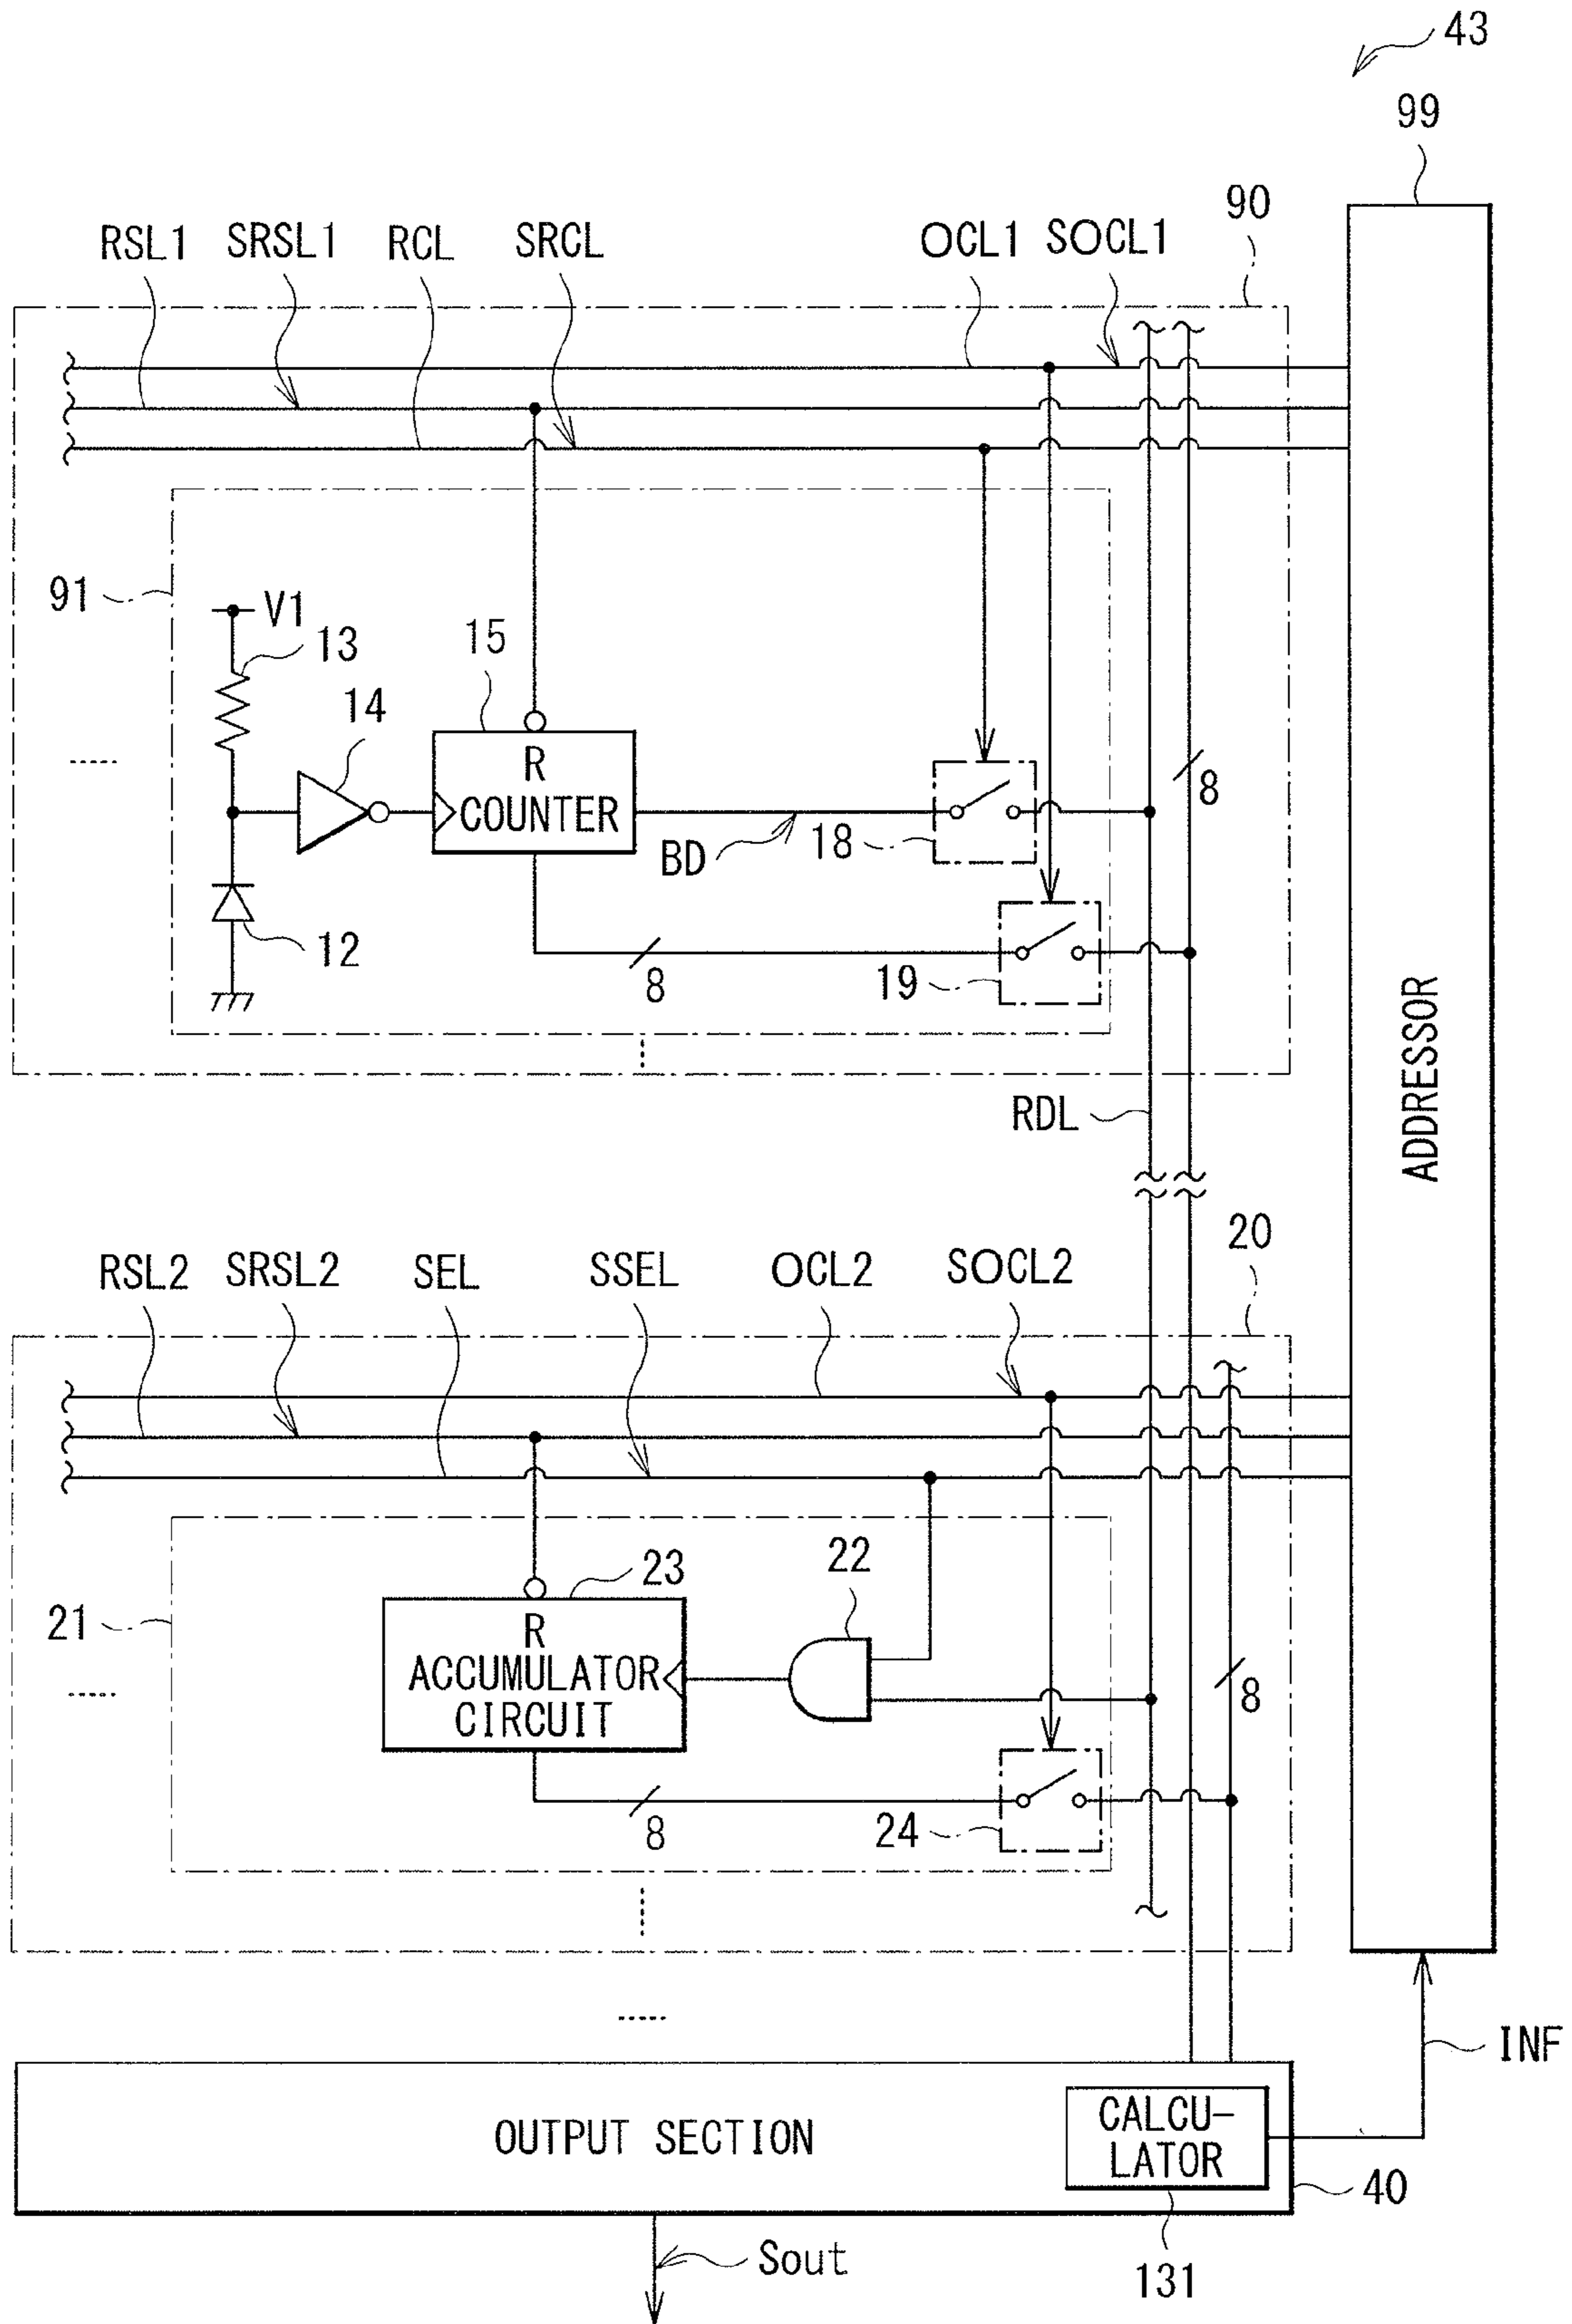 43
99
90
RSL1 SRSL1 RCL SRCL OCL1 SOCL1
91
V1
13
14
15
R
COUNTER
8
BD
18
12
8
19
RDL
ADDRESSOR
20
RSL2 SRSL2 SEL SSEL OCL2 SOCL2
22
23
21
R
ACCUMULATOR
CIRCUIT
8
8
24
INF
OUTPUT SECTION
CALCU-
LATOR
40
Sout
131